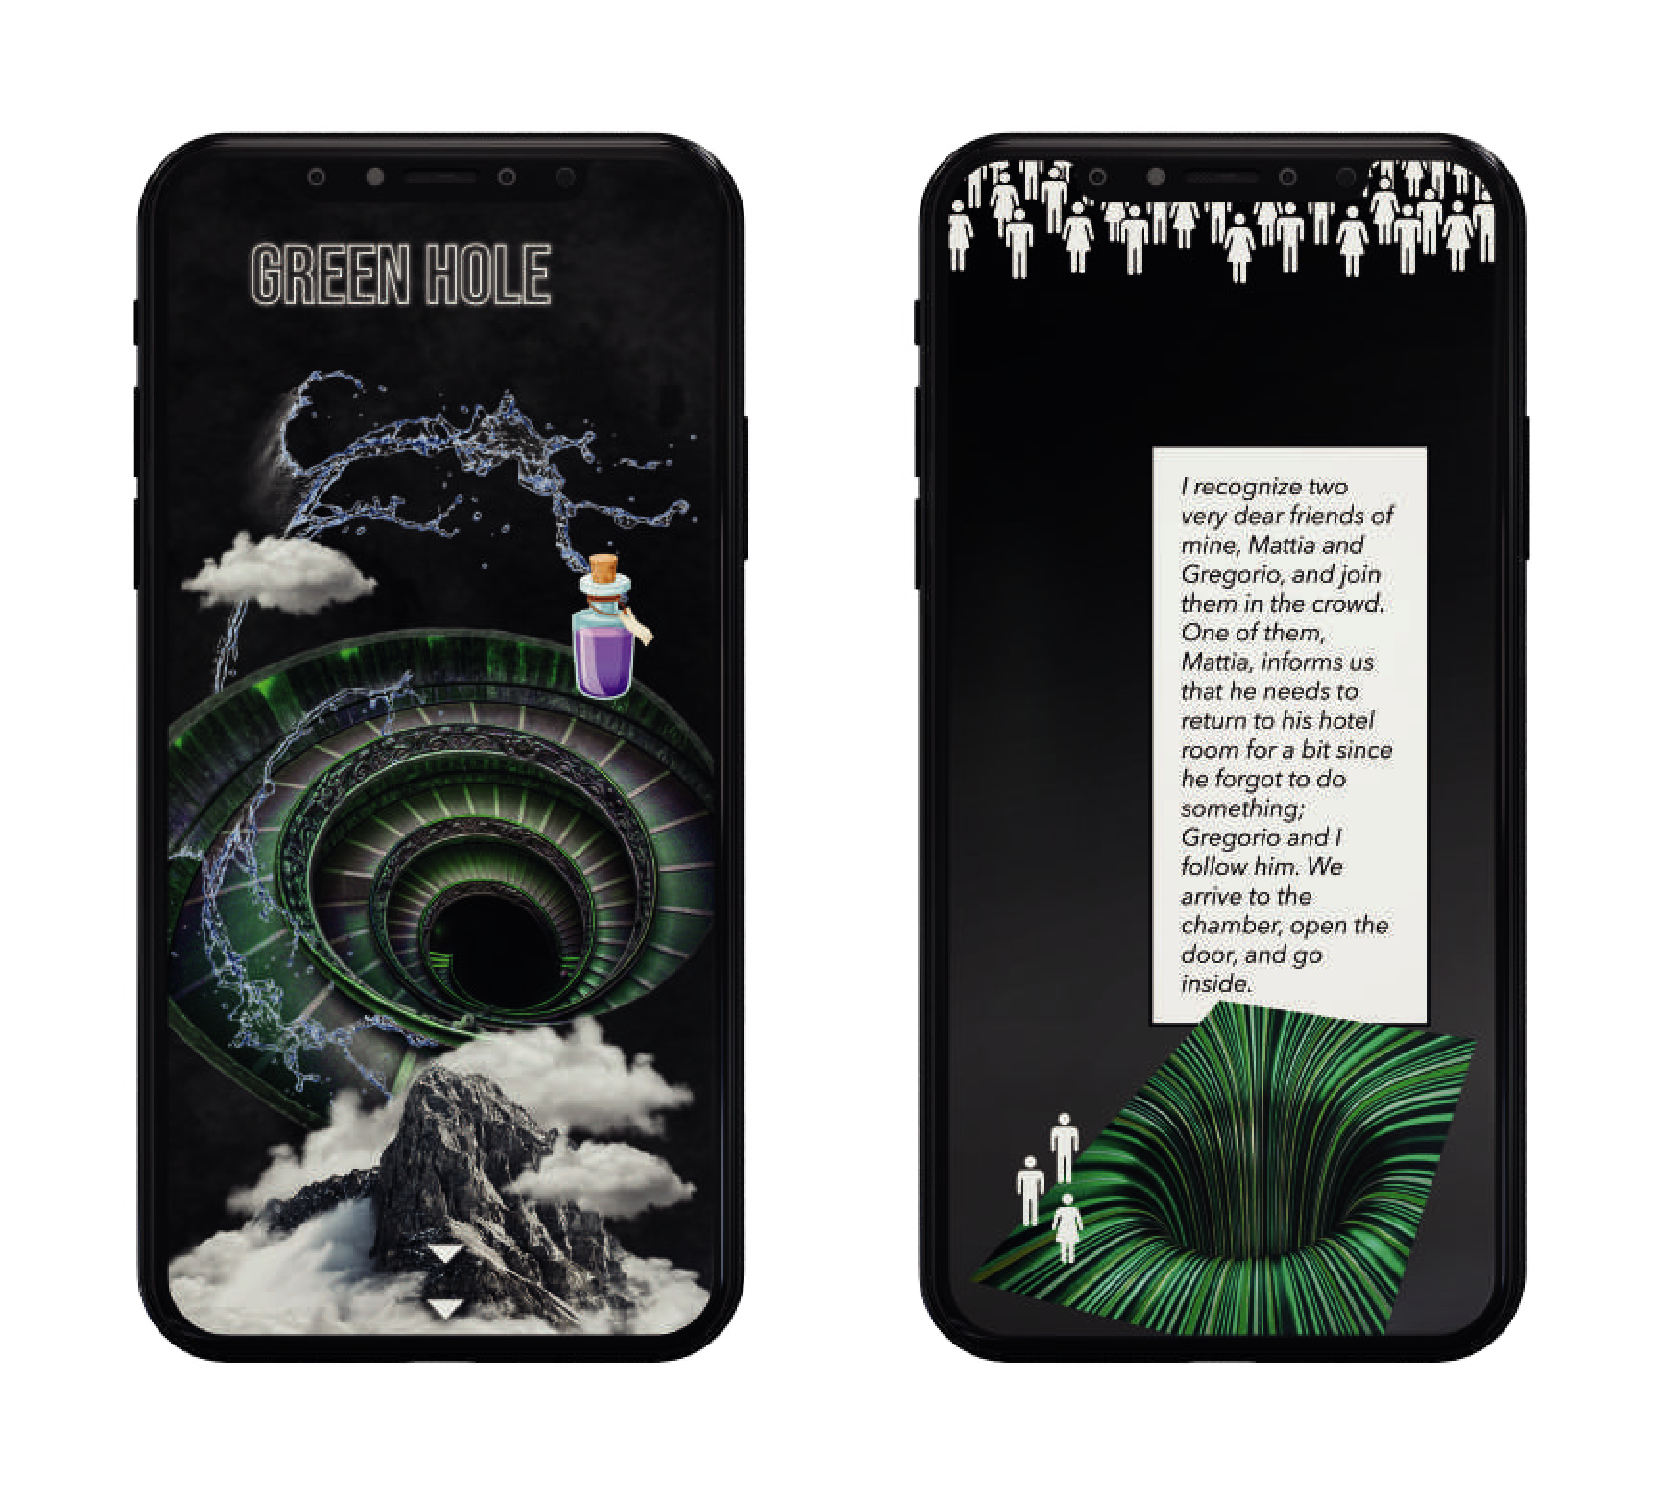 GREEN HOLE
I recognize two
very dear friends of
mine, Mattia and
Gregorio, and join
them in the crowd.
One of them,
Mattia, informs us
that he needs to
return to his hotel
room for a bit since
he forgot to do
something;
Gregorio and I
follow him. We
arrive to the
chamber, open the
door, and go
inside.